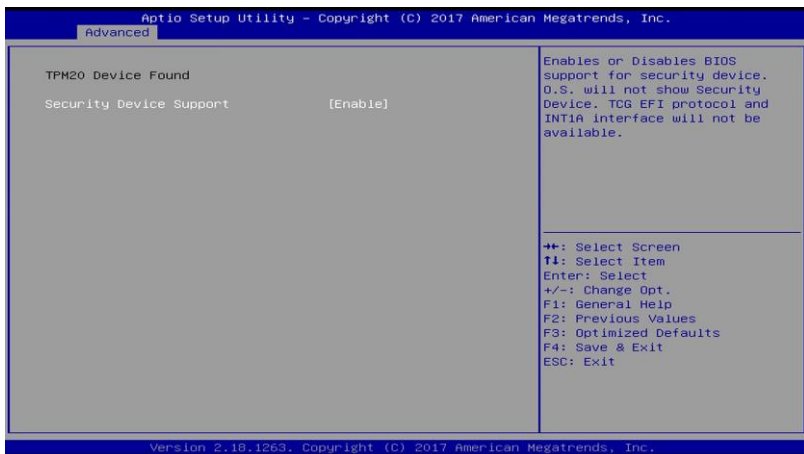 Aptio Setup Utility – Copyright (C) 2017 American Megatrends, Inc.
Advanced
TPM20 Device Found
Security Device Support [Enable]
Enables or Disables BIOS
support for security device.
O.S. will not show Security
Device. TCG EFI protocol and
INT1A interface will not be
available.
→←: Select Screen
↑↓: Select Item
Enter: Select
+/-: Change Opt.
F1: General Help
F2: Previous Values
F3: Optimized Defaults
F4: Save & Exit
ESC: Exit
Version 2.18.1263. Copyright (C) 2017 American Megatrends, Inc.